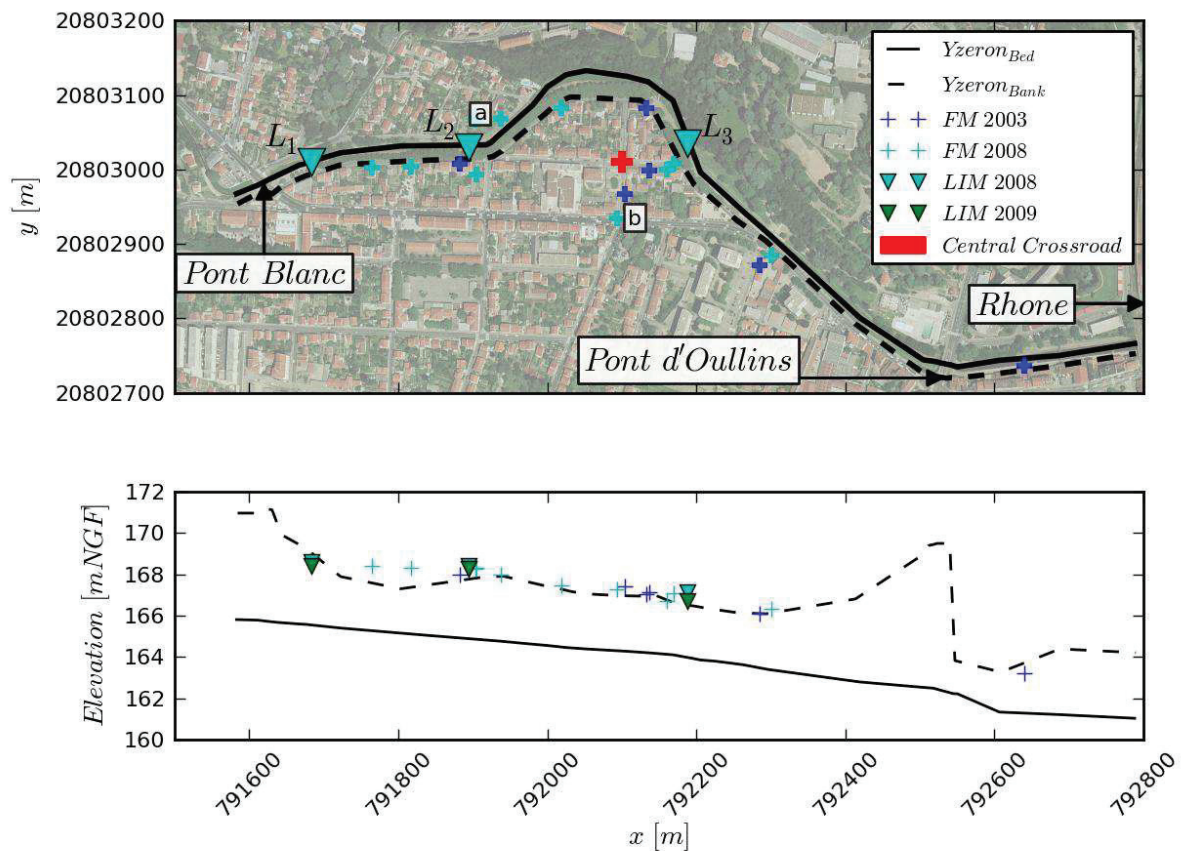 20803200
20803100
20803000
20802900
20802800
20802700
y [m]
L1
L2
a
L3
b
Pont Blanc
Pont d'Oullins
Rhone
Yzeron_Bed
Yzeron_Bank
FM 2003
FM 2008
LIM 2008
LIM 2009
Central Crossroad
172
170
168
166
164
162
160
Elevation [mNGF]
791600
791800
792000
792200
792400
792600
792800
x [m]